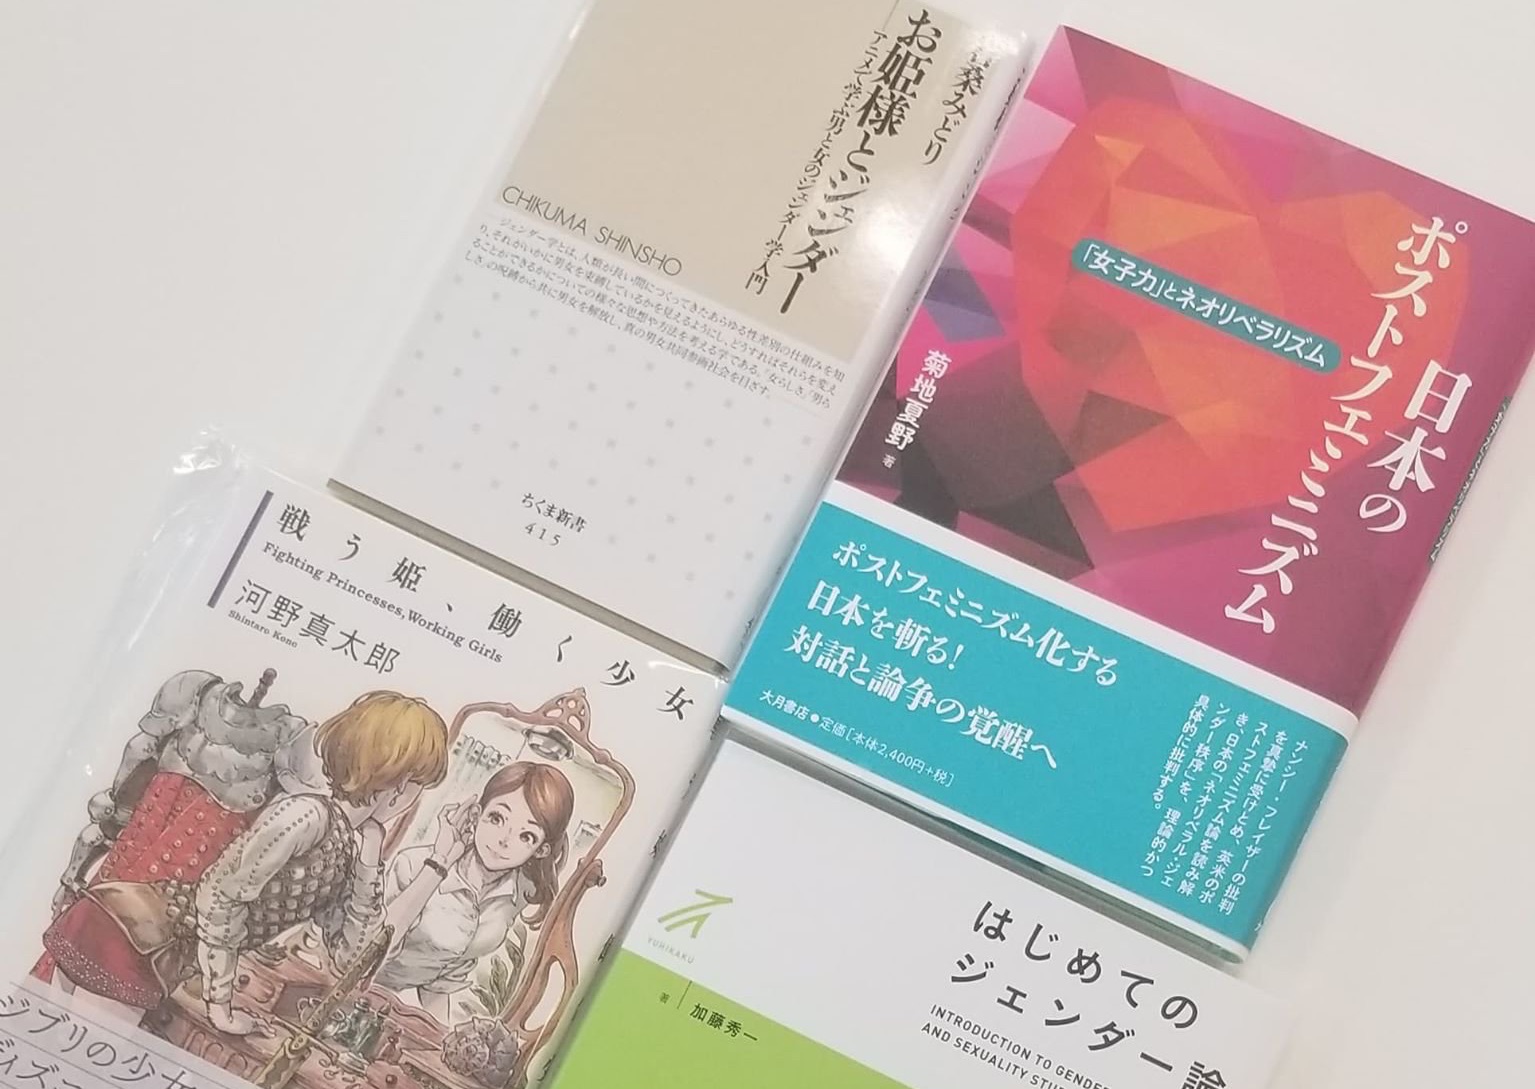 桑みどり
お姫様とジェンダー
アニメで学ぶ男と女のジェンダー学入門
CHIKUMA SHINSHO
ジェンダー学とは、人類が長い間につくってきたあらゆる性差別の仕組みを知
り、それがいかに男女を束縛しているかを見えるようにし、どうすればそれらを変え
ることができるかについての様々な思想や方法を考える学である。「女らしさ」「男ら
しさ」の呪縛から共に男女を解放し、真の男女共同参画社会を目ざす。
ちくま新書
415
日本の
ポストフェミニズム
「女子力」とネオリベラリズム
菊地夏野 著
ポストフェミニズム化する
日本を斬る!
対話と論争の覚醒へ
大月書店●定価[本体2,400円+税]
ナンシー・フレイザーの批判
を真摯に受けとめ、英米のポ
ストフェミニズム論を読み解
き、日本の「ネオリベラル・ジェ
ンダー秩序」を、理論的かつ
具体的に批判する。
戦う姫、働く少女
Fighting Princesses, Working Girls
河野真太郎
Shintaro Kono
ジブリの少女
YUHIKAKU
著
加藤秀一
はじめての
ジェンダー論
INTRODUCTION TO GENDER
AND SEXUALITY